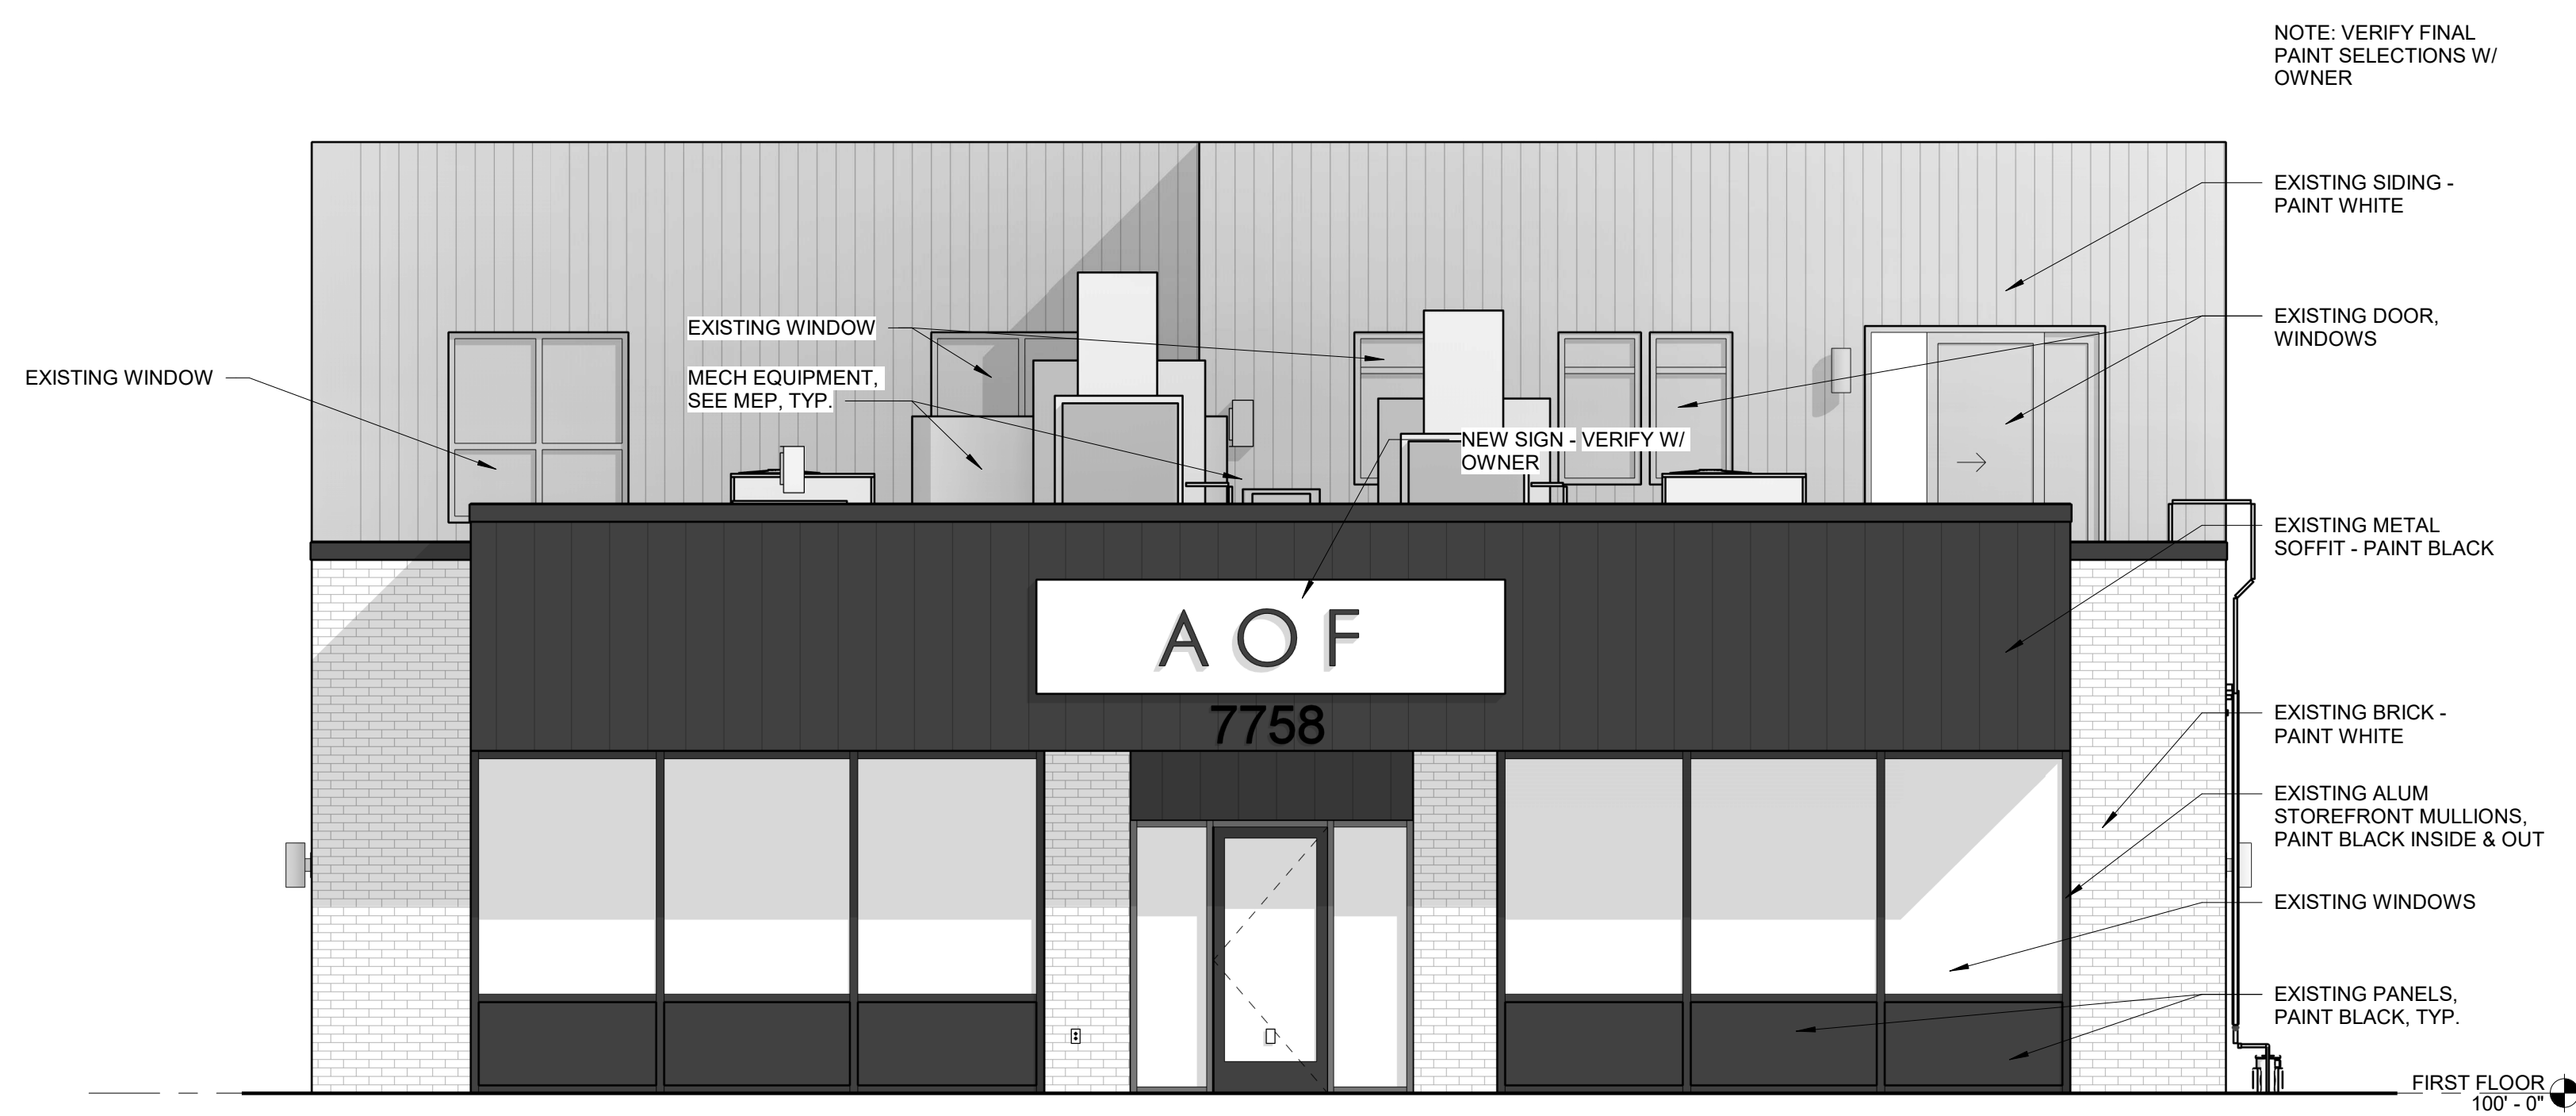 NOTE: VERIFY FINAL
PAINT SELECTIONS W/
OWNER
EXISTING SIDING -
PAINT WHITE
EXISTING DOOR,
WINDOWS
EXISTING WINDOW
MECH EQUIPMENT,
SEE MEP, TYP.
EXISTING WINDOW
NEW SIGN - VERIFY W/
OWNER
EXISTING METAL
SOFFIT - PAINT BLACK
AOF
7758
EXISTING BRICK -
PAINT WHITE
EXISTING ALUM
STOREFRONT MULLIONS,
PAINT BLACK INSIDE & OUT
EXISTING WINDOWS
EXISTING PANELS,
PAINT BLACK, TYP.
FIRST FLOOR
100' - 0"